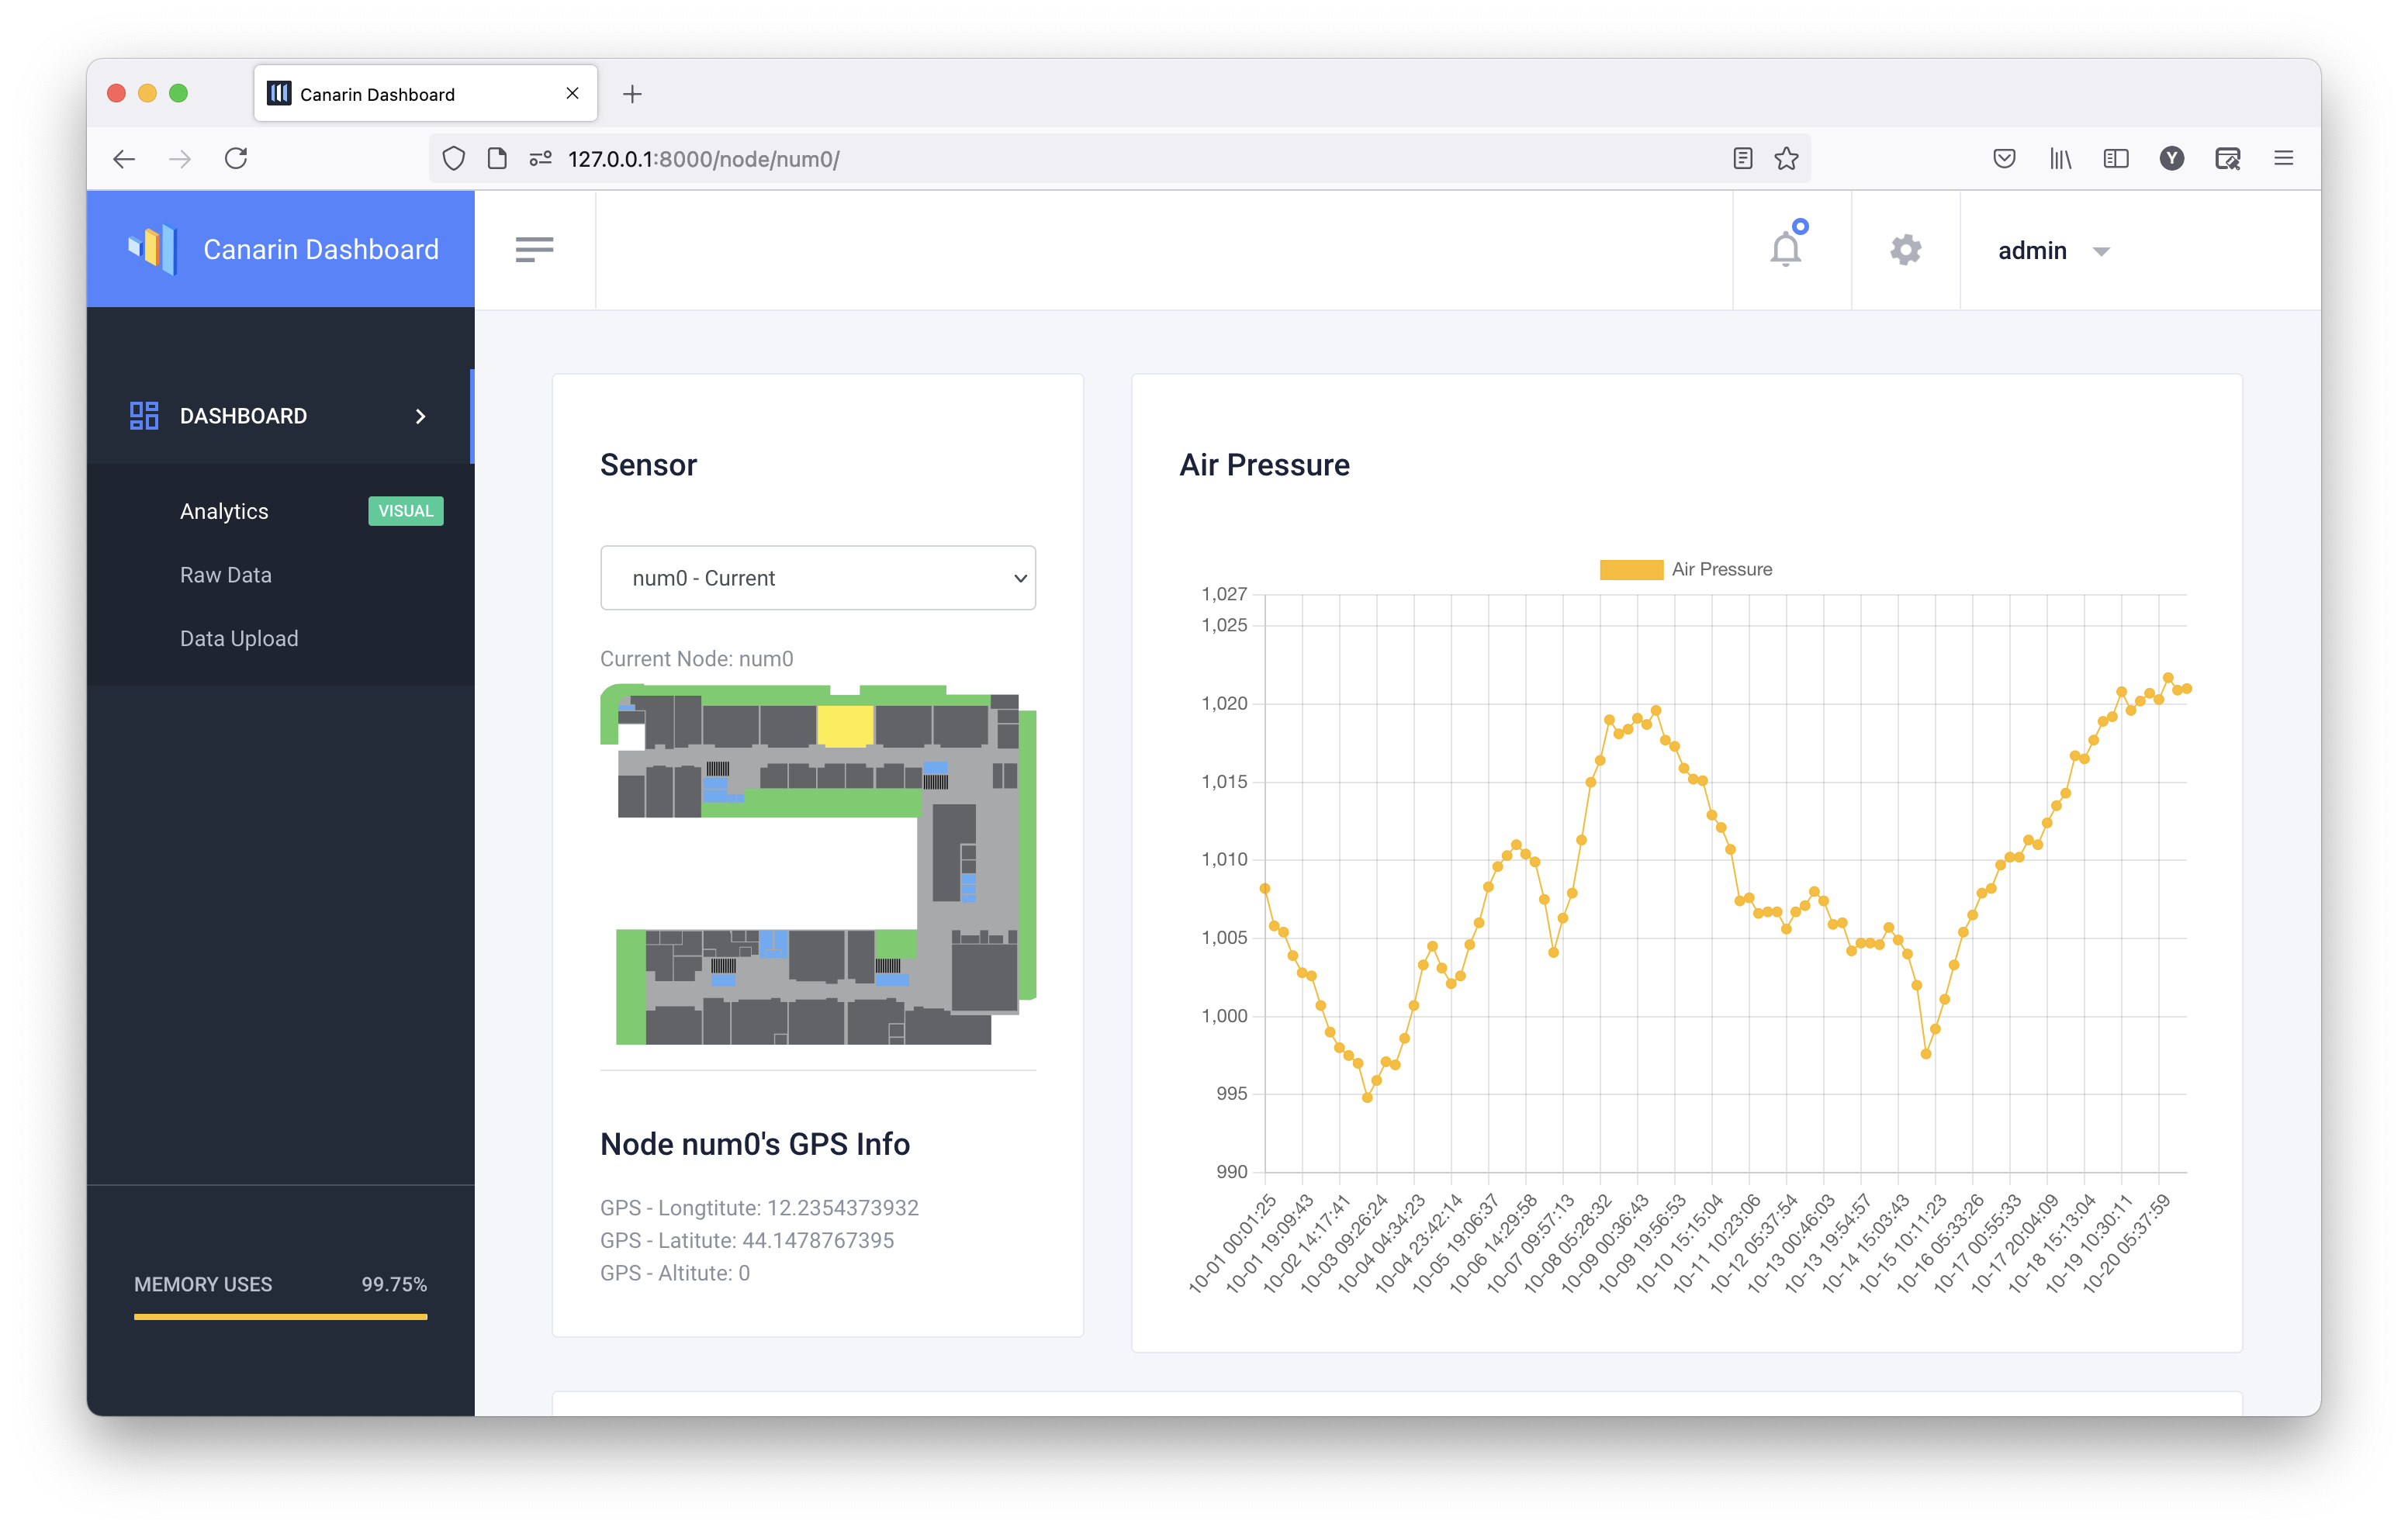 Canarin Dashboard
127.0.0.1:8000/node/num0/
Y
Canarin Dashboard
admin
DASHBOARD
Analytics
VISUAL
Raw Data
Data Upload
MEMORY USES 99.75%
Sensor
num0 - Current
Current Node: num0
Node num0's GPS Info
GPS - Longtitute: 12.2354373932
GPS - Latitute: 44.1478767395
GPS - Altitute: 0
Air Pressure
Air Pressure
1,027
1,025
1,020
1,015
1,010
1,005
1,000
995
990
10-01 00:01:25
10-01 19:09:43
10-02 14:17:41
10-03 09:26:24
10-04 04:34:23
10-04 23:42:14
10-05 19:06:37
10-06 14:29:58
10-07 09:57:13
10-08 05:28:32
10-09 00:36:43
10-09 19:56:53
10-10 15:15:04
10-11 10:23:06
10-12 05:37:54
10-13 00:46:03
10-13 19:54:57
10-14 15:03:43
10-15 10:11:23
10-16 05:33:26
10-17 00:55:33
10-17 20:04:09
10-18 15:13:04
10-19 10:30:11
10-20 05:37:59